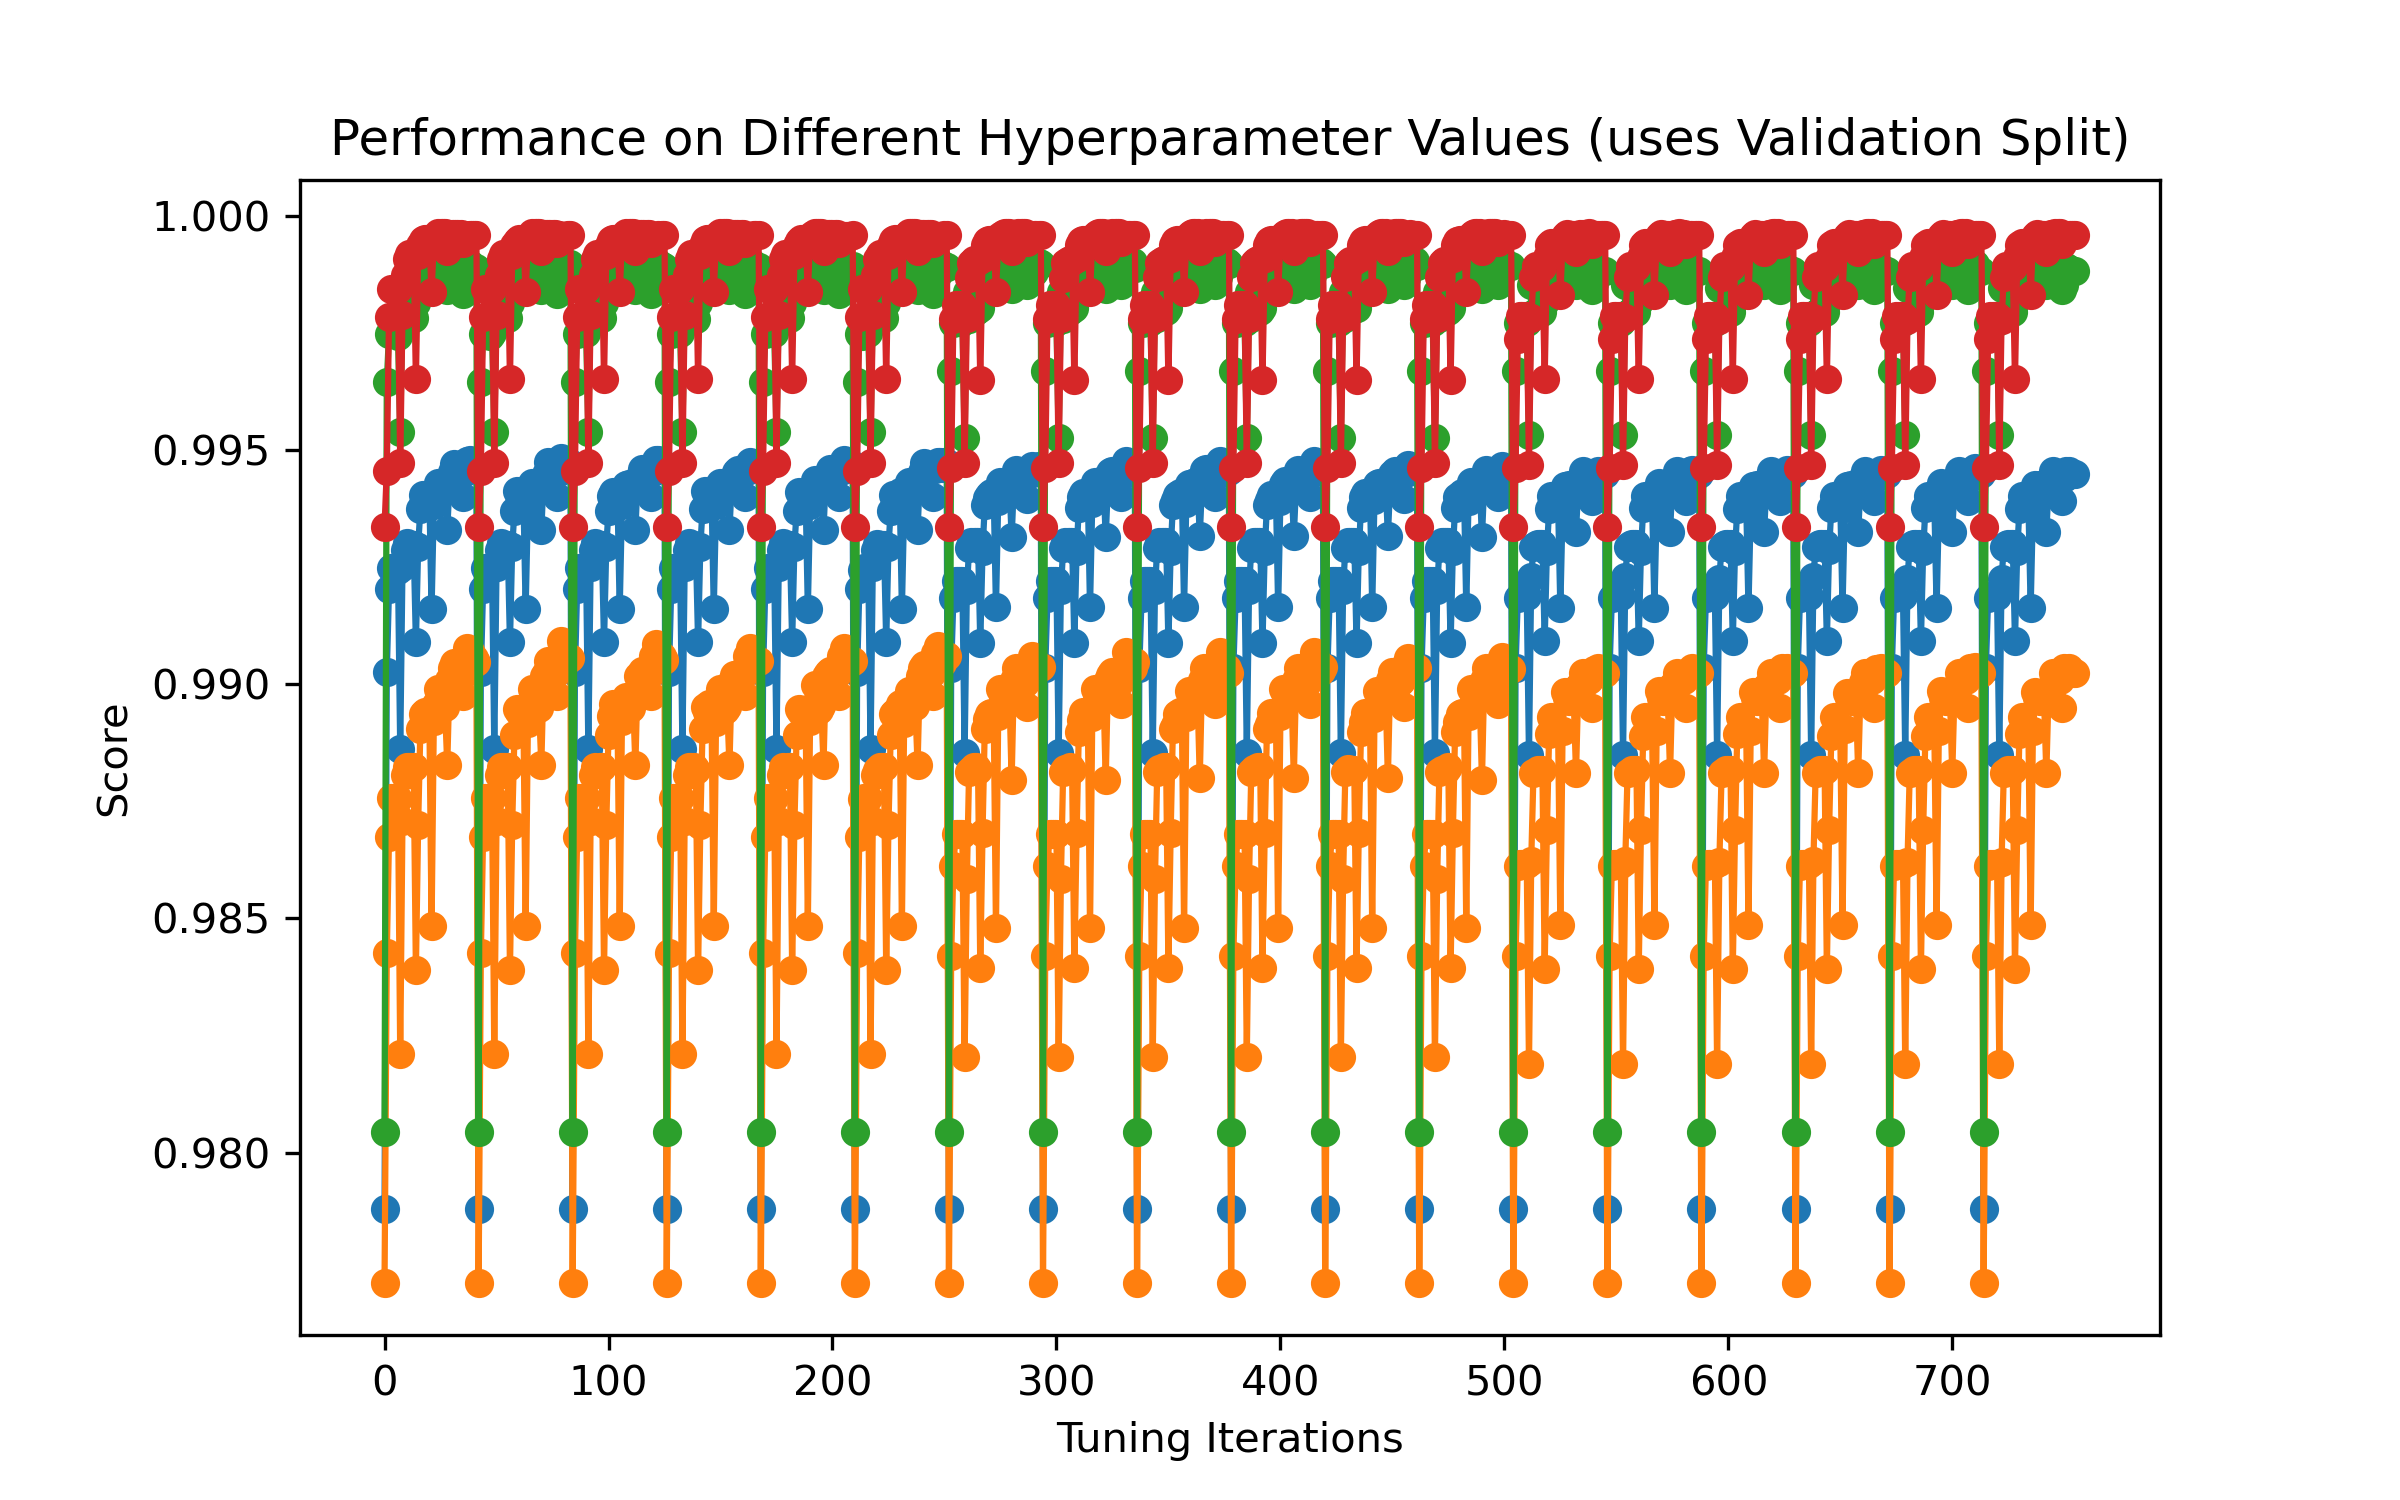 Performance on Different Hyperparameter Values (uses Validation Split)
1.000
0.995
0.990
0.985
0.980
Score
0 100 200 300 400 500 600 700
Tuning Iterations